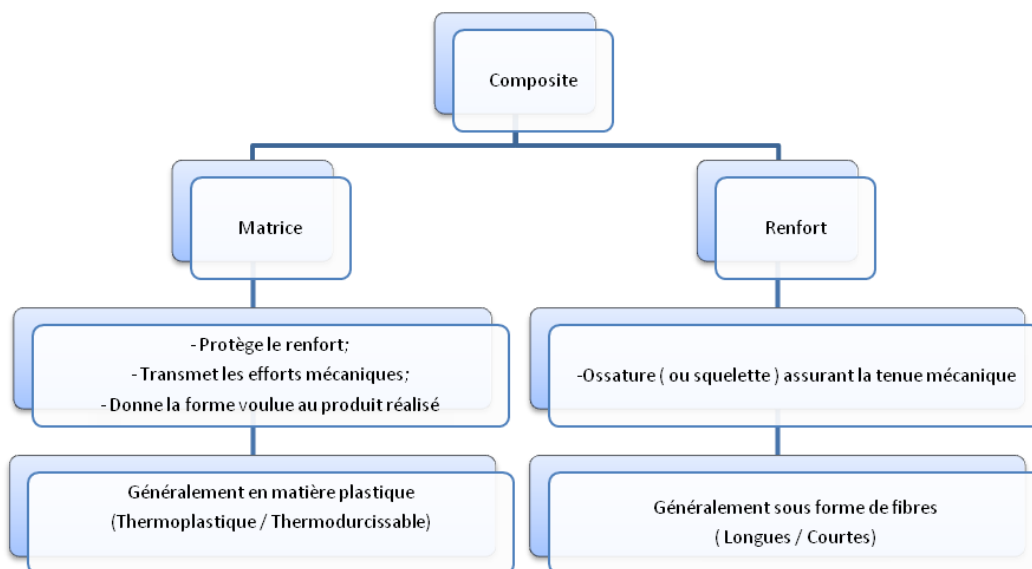 Composite
Matrice
Renfort
- Protège le renfort;
- Transmet les efforts mécaniques;
- Donne la forme voulue au produit réalisé
-Ossature ( ou squelette ) assurant la tenue mécanique
Généralement en matière plastique
(Thermoplastique / Thermodurcissable)
Généralement sous forme de fibres
( Longues / Courtes)